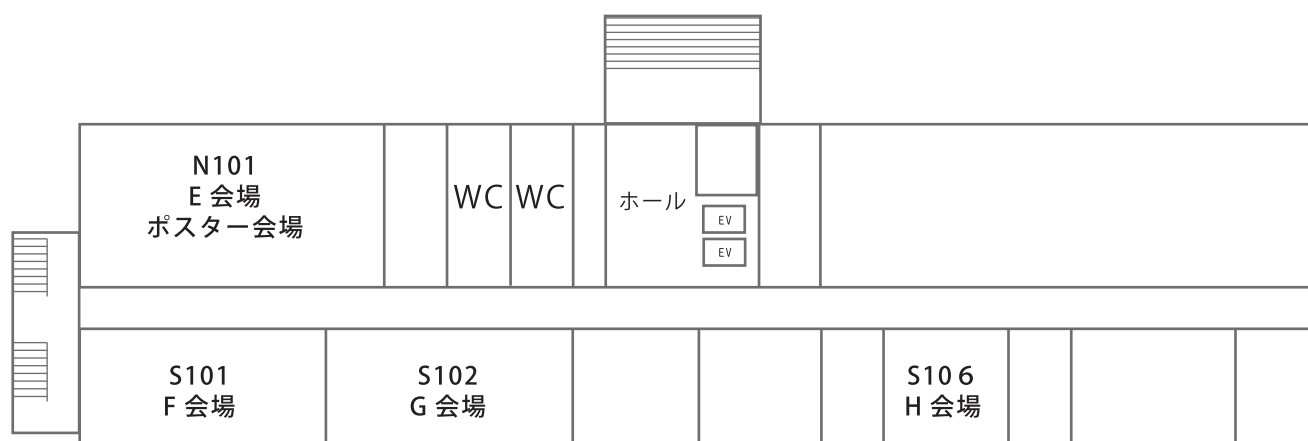 N101
E 会場
ポスター会場
WC
WC
ホール
EV
EV
S101
F 会場
S102
G 会場
S10６
H 会場